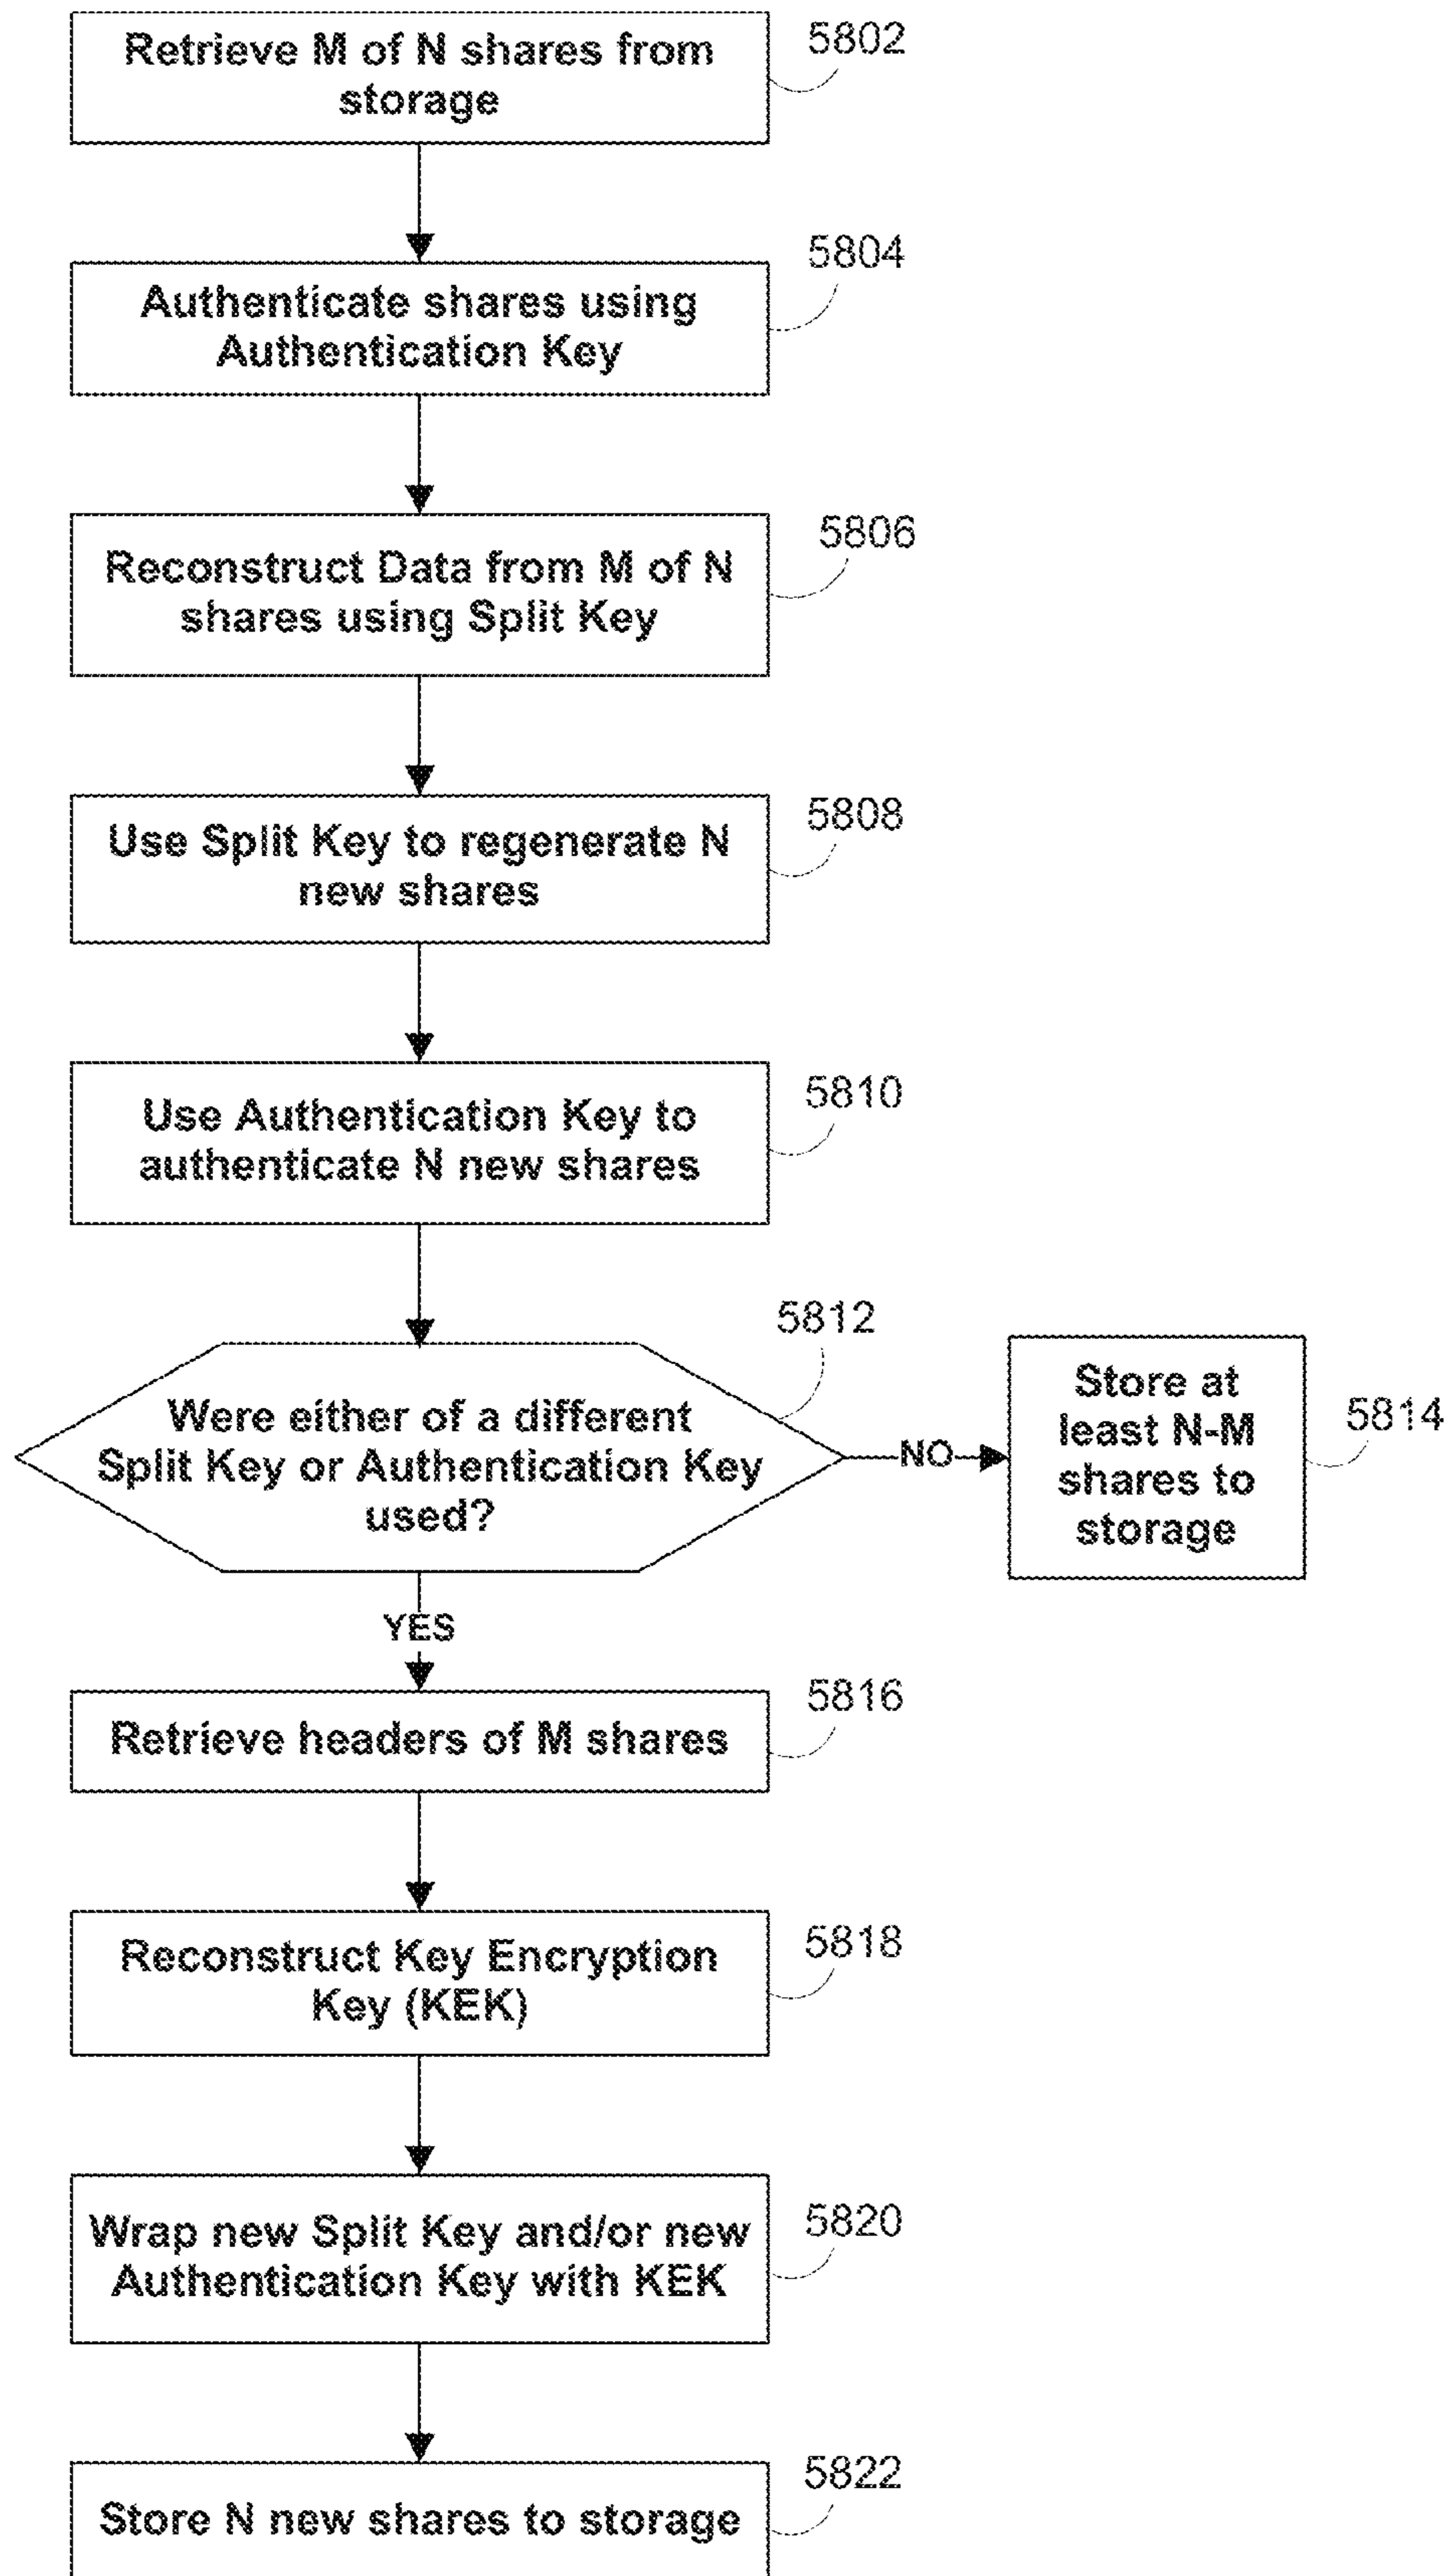 Retrieve M of N shares from
storage
5802
Authenticate shares using
Authentication Key
5804
Reconstruct Data from M of N
shares using Split Key
5806
Use Split Key to regenerate N
new shares
5808
Use Authentication Key to
authenticate N new shares
5810
Were either of a different
Split Key or Authentication Key
used?
5812
NO
Store at
least N-M
shares to
storage
5814
YES
Retrieve headers of M shares
5816
Reconstruct Key Encryption
Key (KEK)
5818
Wrap new Split Key and/or new
Authentication Key with KEK
5820
Store N new shares to storage
5822